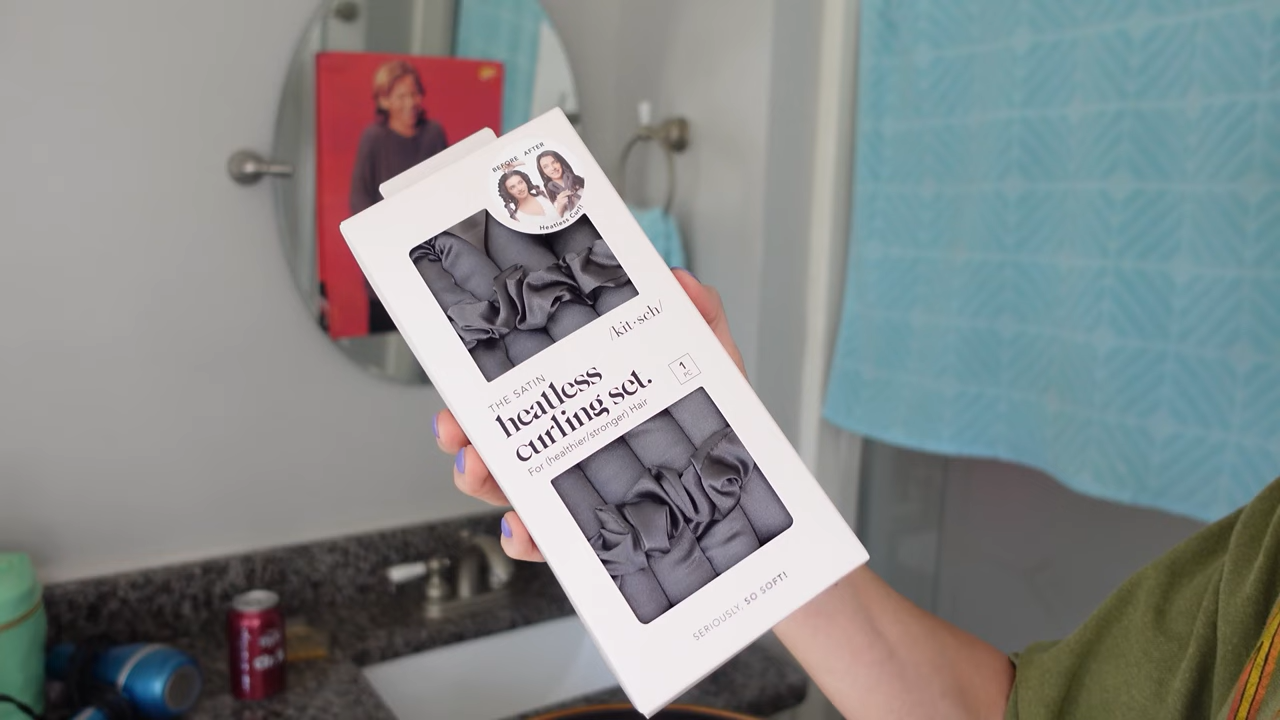 BEFORE AFTER
Heatless Curl!
/kit•sch/
THE SATIN
heatless
curling set.
1
PC
For (healthier/stronger) Hair
SERIOUSLY, SO SOFT!